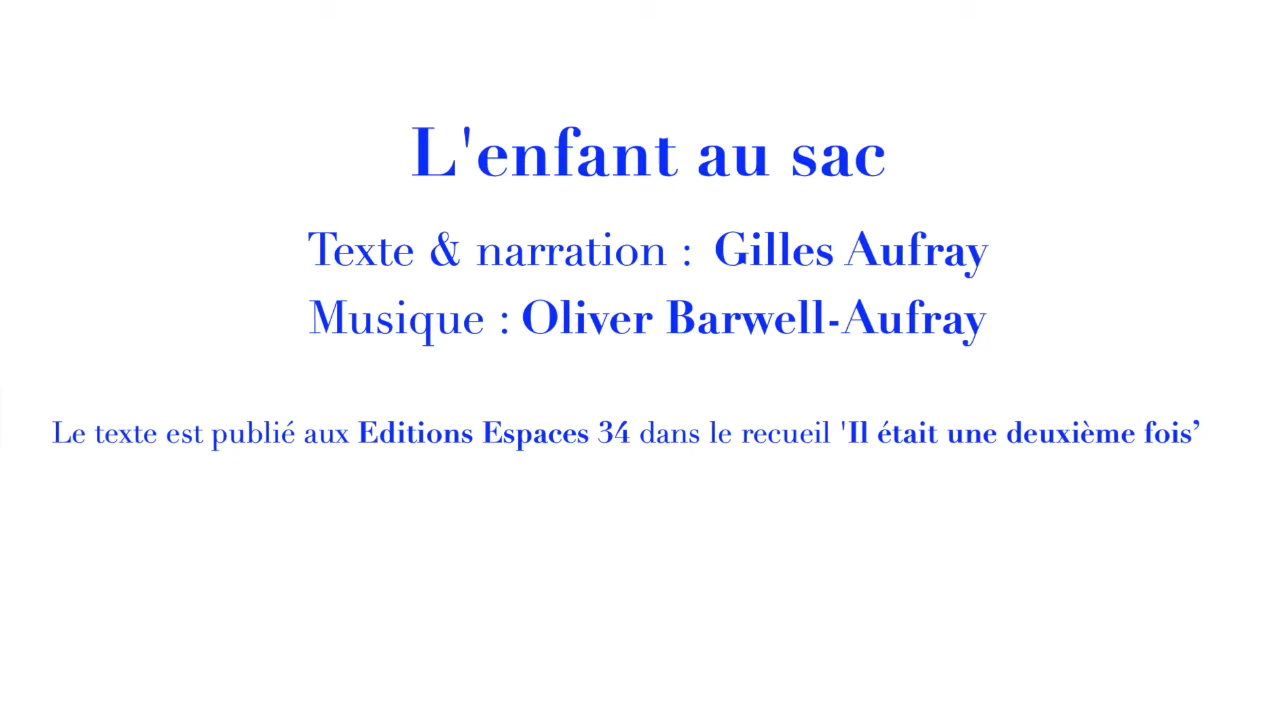 L'enfant au sac
Texte & narration : Gilles Aufray
Musique : Oliver Barwell-Aufray
Le texte est publié aux Editions Espaces 34 dans le recueil 'Il était une deuxième fois’